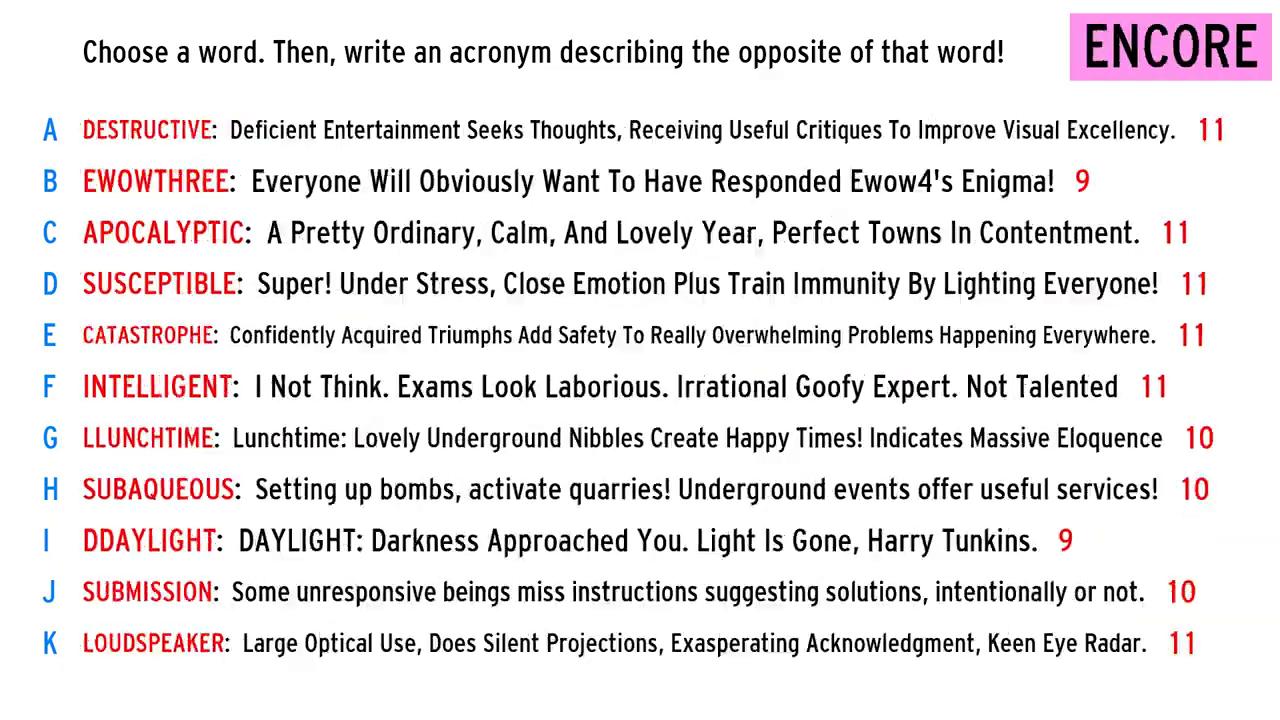 Choose a word. Then, write an acronym describing the opposite of that word!
ENCORE
A DESTRUCTIVE: Deficient Entertainment Seeks Thoughts, Receiving Useful Critiques To Improve Visual Excellency. 11
B EWOWTHREE: Everyone Will Obviously Want To Have Responded Ewow4's Enigma! 9
C APOCALYPTIC: A Pretty Ordinary, Calm, And Lovely Year, Perfect Towns In Contentment. 11
D SUSCEPTIBLE: Super! Under Stress, Close Emotion Plus Train Immunity By Lighting Everyone! 11
E CATASTROPHE: Confidently Acquired Triumphs Add Safety To Really Overwhelming Problems Happening Everywhere. 11
F INTELLIGENT: I Not Think. Exams Look Laborious. Irrational Goofy Expert. Not Talented 11
G LLUNCHTIME: Lunchtime: Lovely Underground Nibbles Create Happy Times! Indicates Massive Eloquence 10
H SUBAQUEOUS: Setting up bombs, activate quarries! Underground events offer useful services! 10
I DDAYLIGHT: DAYLIGHT: Darkness Approached You. Light Is Gone, Harry Tunkins. 9
J SUBMISSION: Some unresponsive beings miss instructions suggesting solutions, intentionally or not. 10
K LOUDSPEAKER: Large Optical Use, Does Silent Projections, Exasperating Acknowledgment, Keen Eye Radar. 11